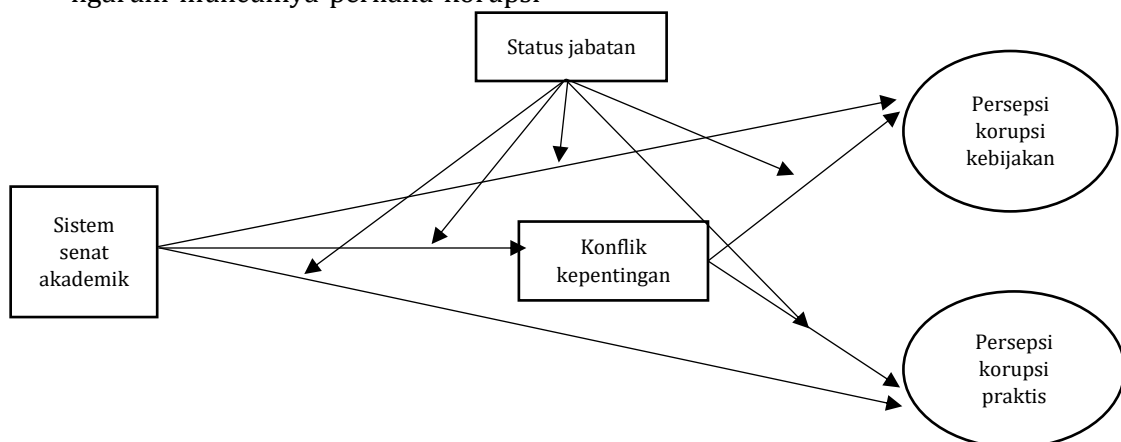 Status jabatan
Persepsi
korupsi
kebijakan
Sistem
senat
akademik
Konflik
kepentingan
Persepsi
korupsi
praktis